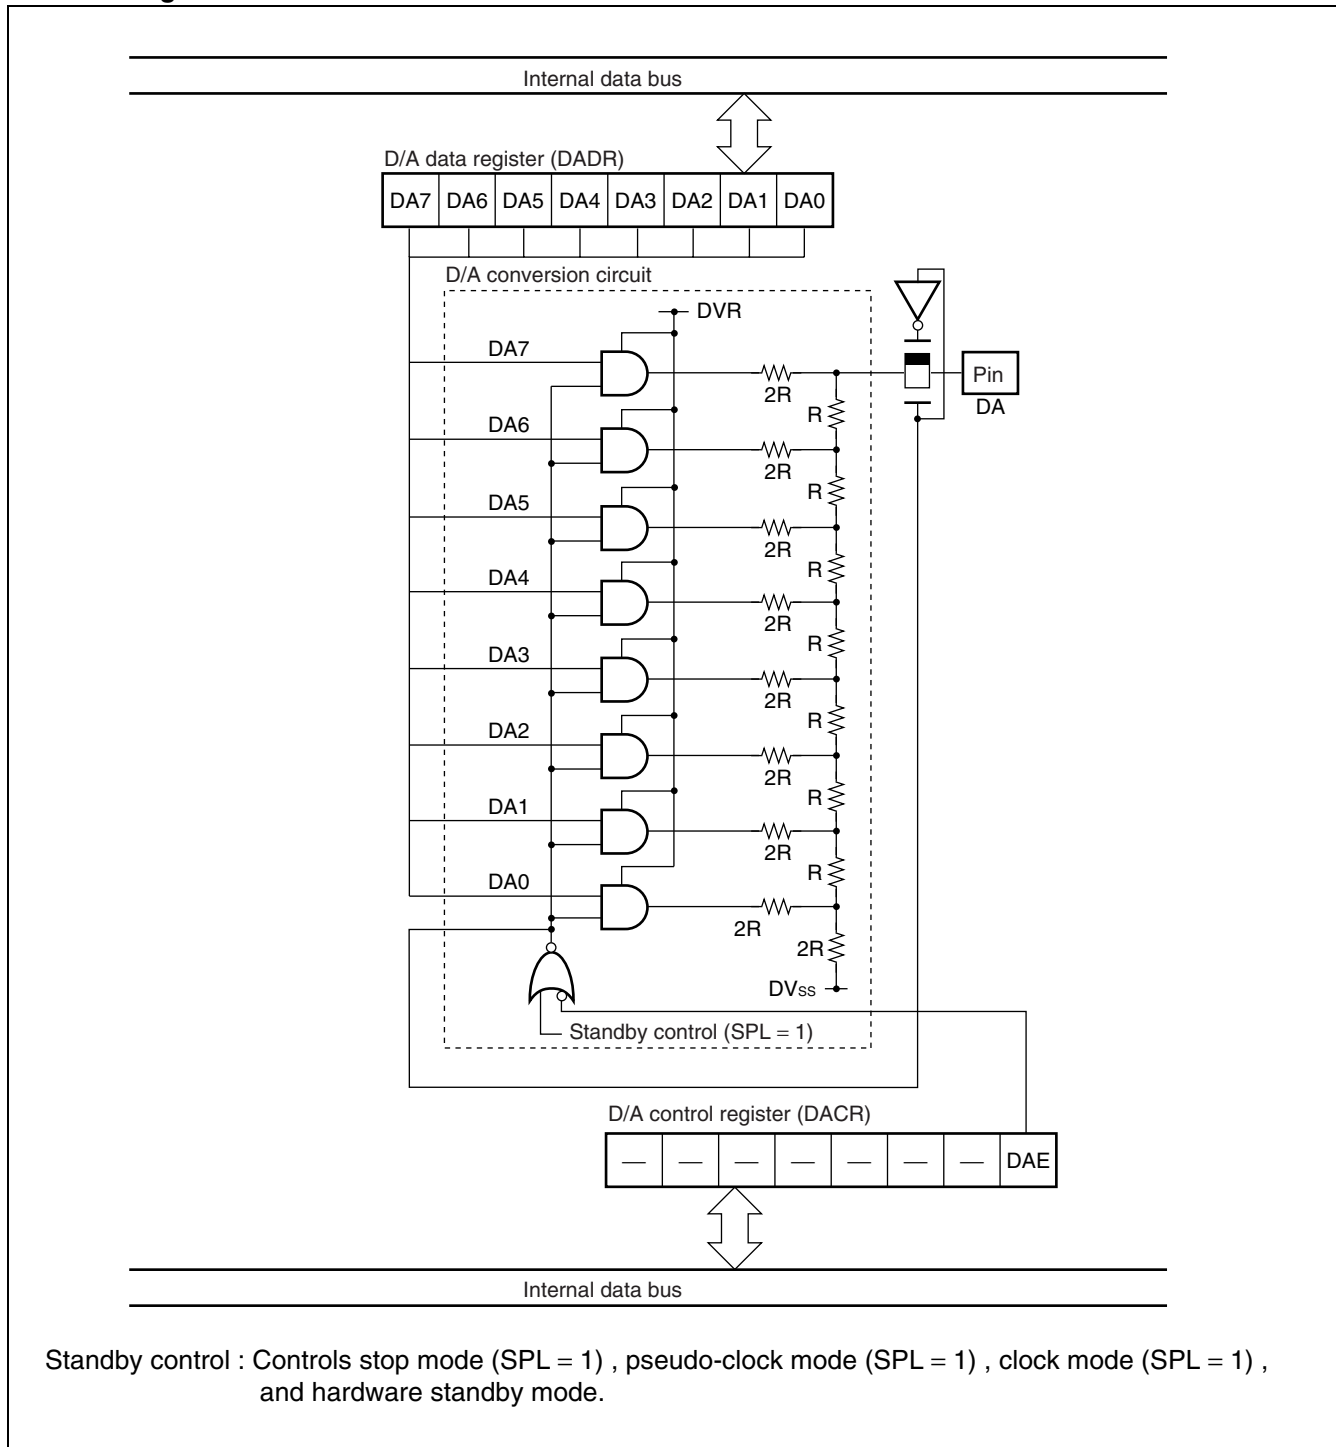 Internal data bus
D/A data register (DADR)
DA7 DA6 DA5 DA4 DA3 DA2 DA1 DA0
D/A conversion circuit
DVR
DA7
2R
R
Pin
DA
DA6
2R
R
DA5
2R
R
DA4
2R
R
DA3
2R
R
DA2
2R
R
DA1
2R
R
DA0
2R
2R
DVss
Standby control (SPL = 1)
D/A control register (DACR)
— — — — — — — DAE
Internal data bus
Standby control : Controls stop mode (SPL = 1) , pseudo-clock mode (SPL = 1) , clock mode (SPL = 1) ,
and hardware standby mode.